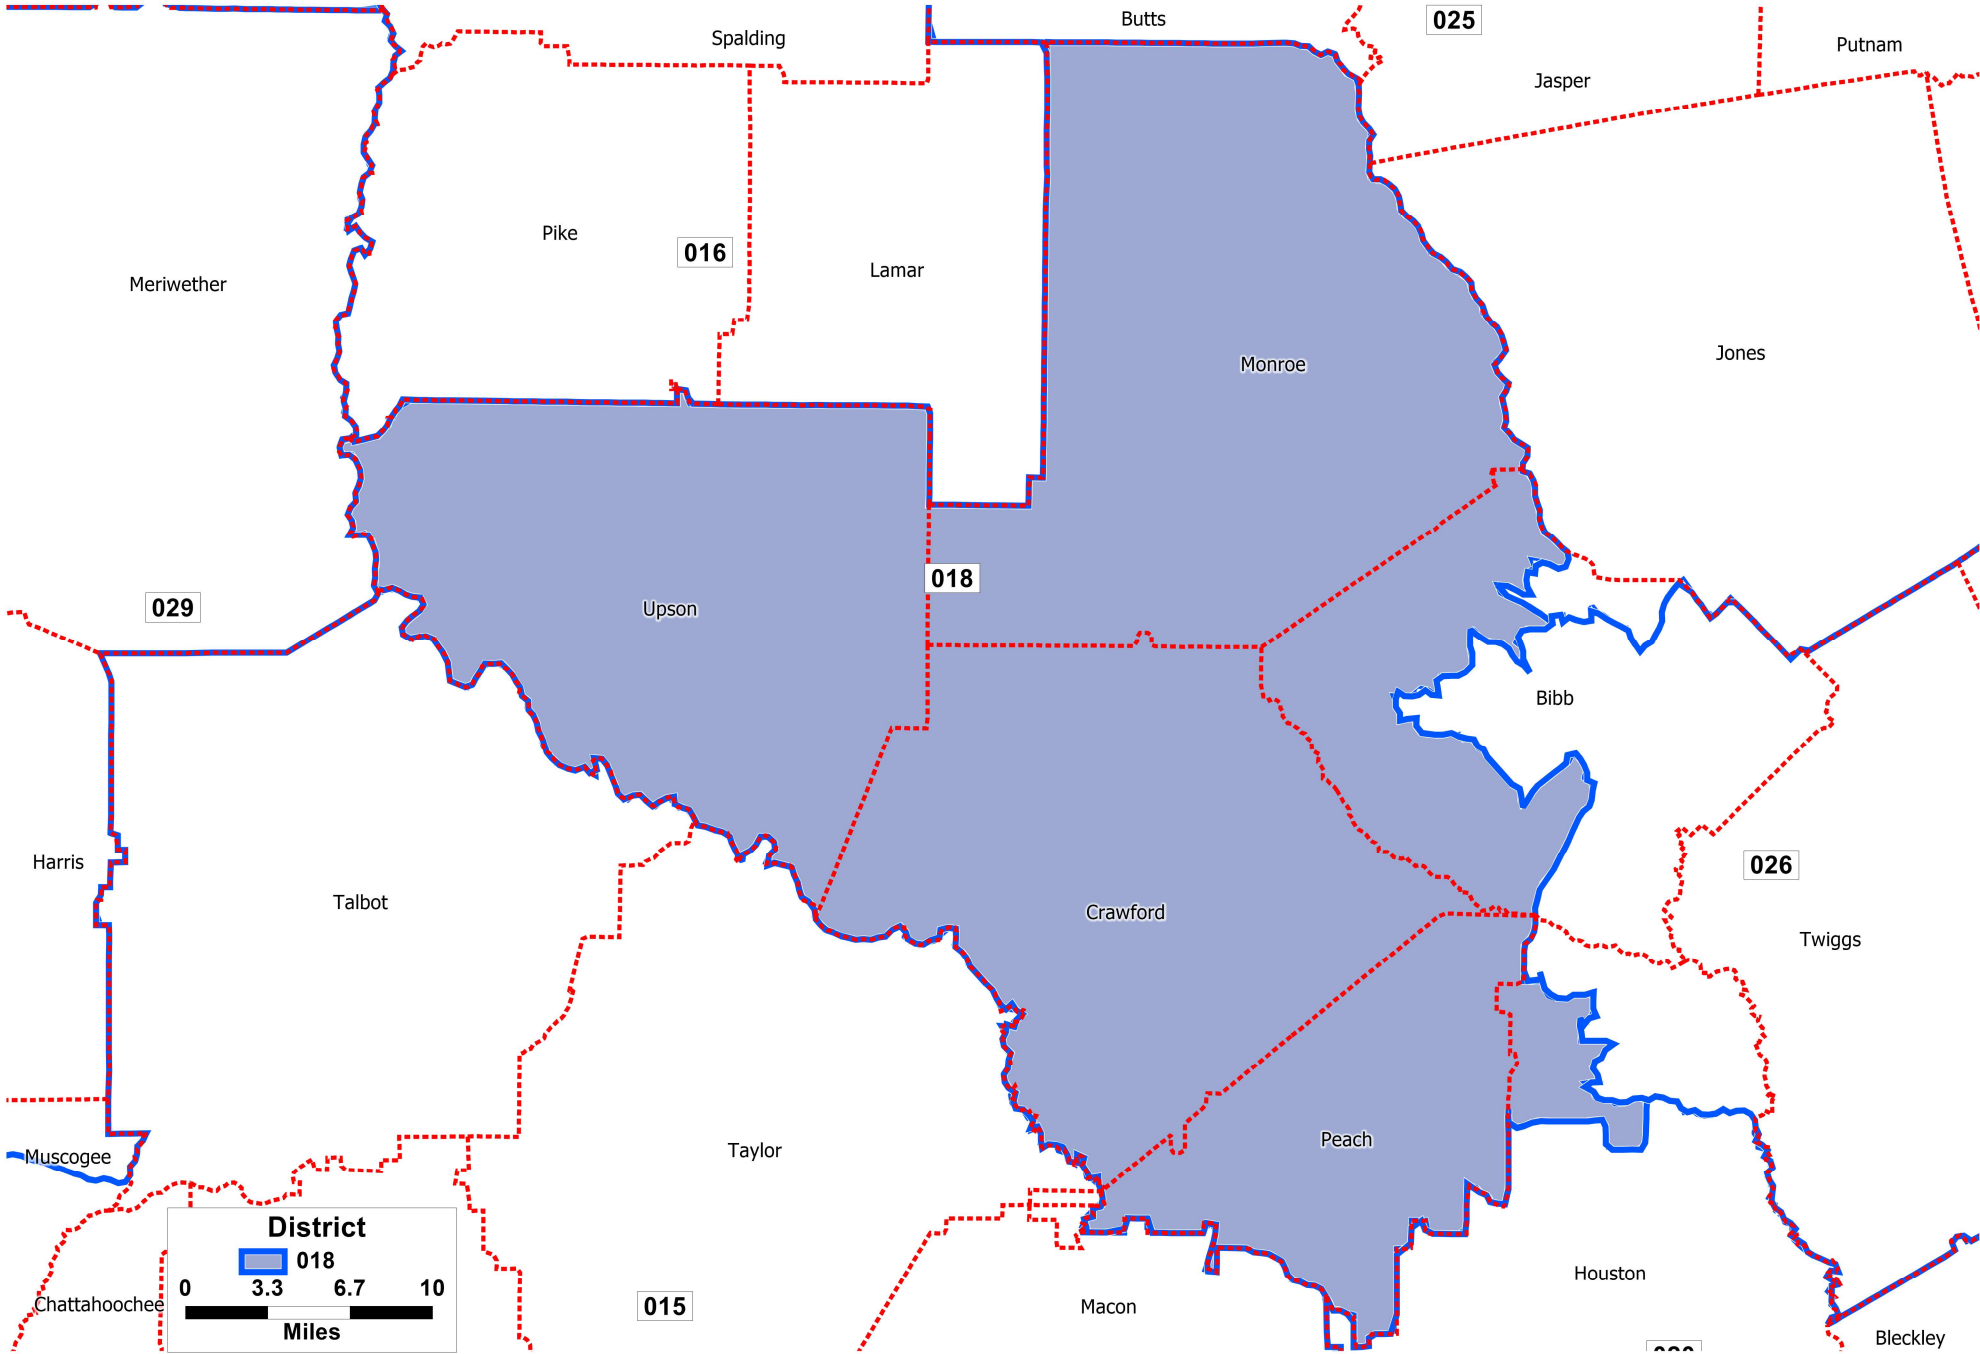 Butts
025
Spalding
Putnam
Jasper
Pike
016
Lamar
Meriwether
Jones
Monroe
018
029
Upson
Bibb
Harris
026
Talbot
Crawford
Twiggs
Peach
Taylor
Muscogee
District
018
0 3.3 6.7 10
Miles
Chattahoochee
015
Macon
Houston
Bleckley